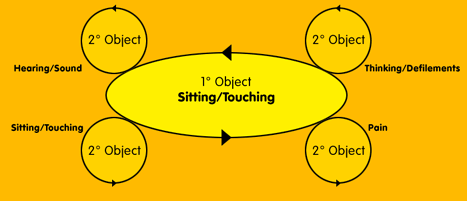 2° Object
2° Object
Hearing/Sound
Thinking/Defilements
1° Object
Sitting/Touching
Sitting/Touching
Pain
2° Object
2° Object